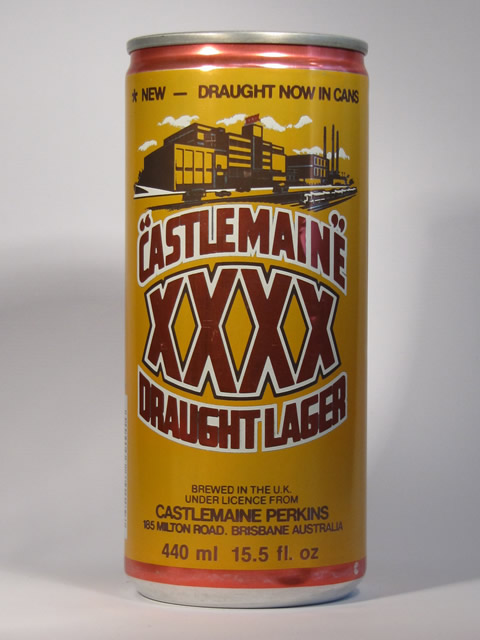 * NEW — DRAUGHT NOW IN CANS
"CASTLEMAINE"
XXXX
DRAUGHT LAGER
BREWED IN THE U.K.
UNDER LICENCE FROM
CASTLEMAINE PERKINS
185 MILTON ROAD. BRISBANE AUSTRALIA
440 ml 15.5 fl. oz